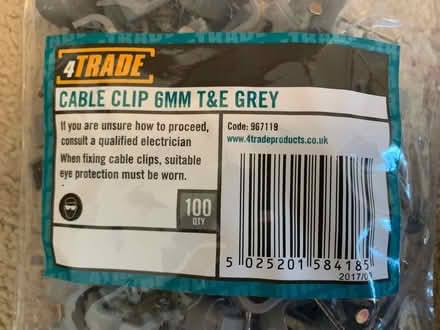 4TRADE
CABLE CLIP 6MM T&E GREY
If you are unsure how to proceed,
consult a qualified electrician
When fixing cable clips, suitable
eye protection must be worn.
Code: 967119
www.4tradeproducts.co.uk
100
QTY
5 025201 584185